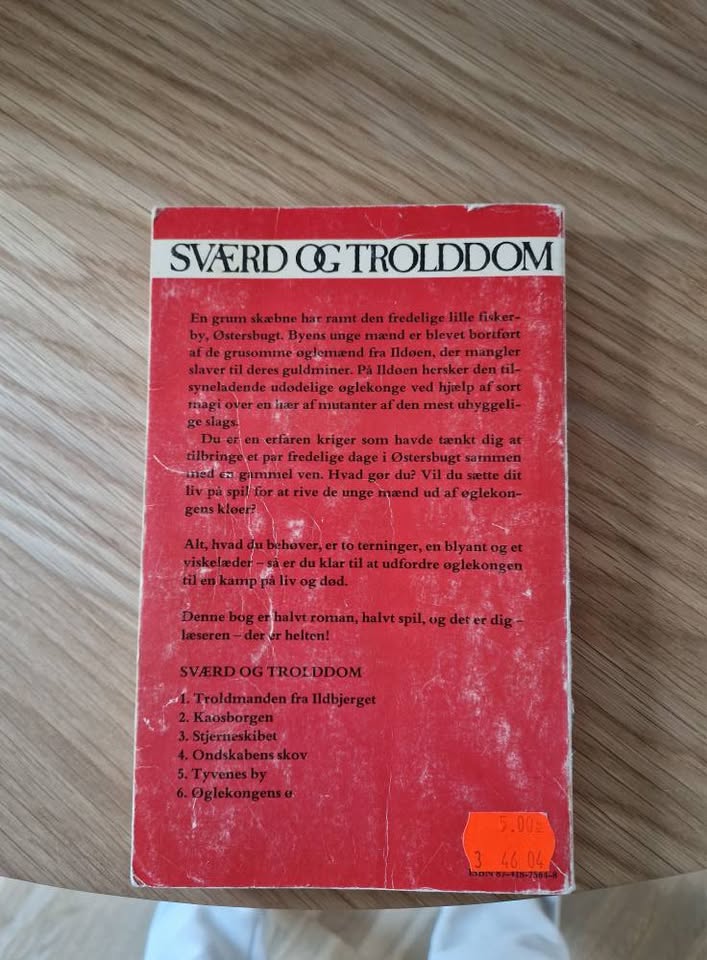 SVÆRD OG TROLDDOM
En grum skæbne har ramt den fredelige lille fisker-
by, Østersbugt. Byens unge mænd er blevet bortført
af de grusomme øglemænd fra Ildøen, der mangler
slaver til deres guldminer. På Ildøen hersker den til-
syneladende udødelige øglekonge ved hjælp af sort
magi over en hær af mutanter af den mest uhyggeli-
ge slags.
Du er en erfaren kriger som havde tænkt dig at
tilbringe et par fredelige dage i Østersbugt sammen
med en gammel ven. Hvad gør du? Vil du sætte dit
liv på spil for at rive de unge mænd ud af øglekon-
gens kløer?
Alt, hvad du behøver, er to terninger, en blyant og et
viskelæder – så er du klar til at udfordre øglekongen
til en kamp på liv og død.
Denne bog er halvt roman, halvt spil, og det er dig –
læseren – der er helten!
SVÆRD OG TROLDDOM
1. Troldmanden fra Ildbjerget
2. Kaosborgen
3. Stjerneskibet
4. Ondskabens skov
5. Tyvenes by
6. Øglekongens ø
5.00
3 46 04
ISBN